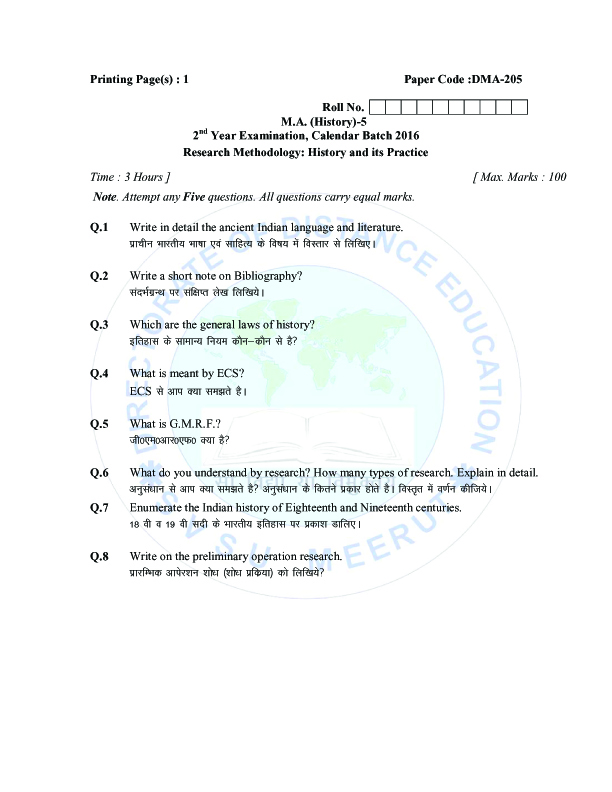 Printing Page(s) : 1 Paper Code :DMA-205
Roll No.
M.A. (History)-5
2nd Year Examination, Calendar Batch 2016
Research Methodology: History and its Practice
Time : 3 Hours ] [ Max. Marks : 100
Note. Attempt any Five questions. All questions carry equal marks.
Q.1 Write in detail the ancient Indian language and literature.
प्राचीन भारतीय भाषा एवं साहित्य के विषय में विस्तार से लिखिए।
Q.2 Write a short note on Bibliography?
संदर्भग्रन्थ पर संक्षिप्त लेख लिखिये।
Q.3 Which are the general laws of history?
इतिहास के सामान्य नियम कौन–कौन से है?
Q.4 What is meant by ECS?
ECS से आप क्या समझते है।
Q.5 What is G.M.R.F.?
जी0एम0आर0एफ0 क्या है?
Q.6 What do you understand by research? How many types of research. Explain in detail.
अनुसंधान से आप क्या समझते है? अनुसंधान के कितने प्रकार होते है। विस्तृत में वर्णन कीजिये।
Q.7 Enumerate the Indian history of Eighteenth and Nineteenth centuries.
18 वी व 19 वी सदी के भारतीय इतिहास पर प्रकाश डालिए।
Q.8 Write on the preliminary operation research.
प्रारम्भिक आपेरशन शोध (शोध प्रकिया) को लिखिये?
DIRECTORATE OF DISTANCE EDUCATION
S V S U MEERUT